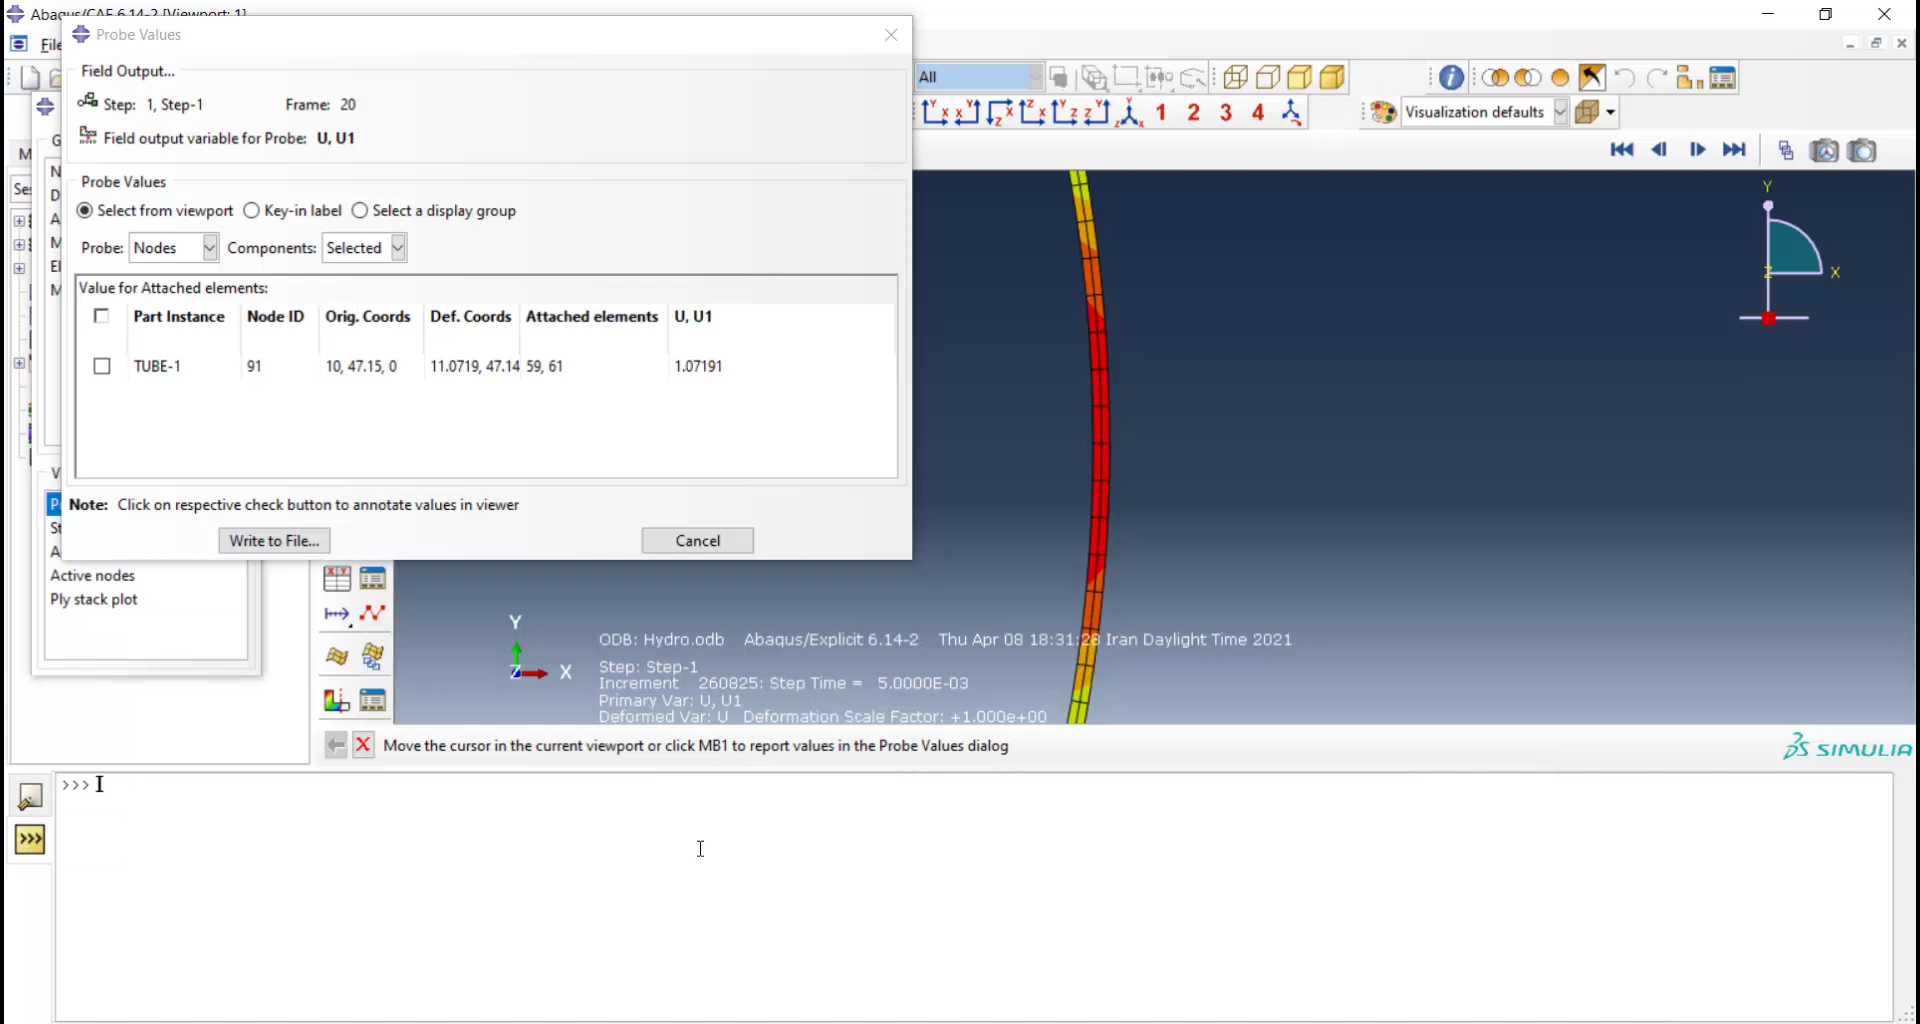 Abaqus/CAE 6.14-2 [Viewport: 1]
File
Probe Values
Field Output...
Step: 1, Step-1 Frame: 20
Field output variable for Probe: U, U1
Probe Values
Select from viewport Key-in label Select a display group
Probe: Nodes Components: Selected
Value for Attached elements:
Part Instance Node ID Orig. Coords Def. Coords Attached elements U, U1
TUBE-1 91 10, 47.15, 0 11.0719, 47.14 59, 61 1.07191
Note: Click on respective check button to annotate values in viewer
Write to File... Cancel
Active nodes
Ply stack plot
All
1 2 3 4
Visualization defaults
Y
X
Z
Y
Z X
ODB: Hydro.odb Abaqus/Explicit 6.14-2 Thu Apr 08 18:31:28 Iran Daylight Time 2021
Step: Step-1
Increment 260825: Step Time = 5.0000E-03
Primary Var: U, U1
Deformed Var: U Deformation Scale Factor: +1.000e+00
Move the cursor in the current viewport or click MB1 to report values in the Probe Values dialog
SIMULIA
>>>
>>>